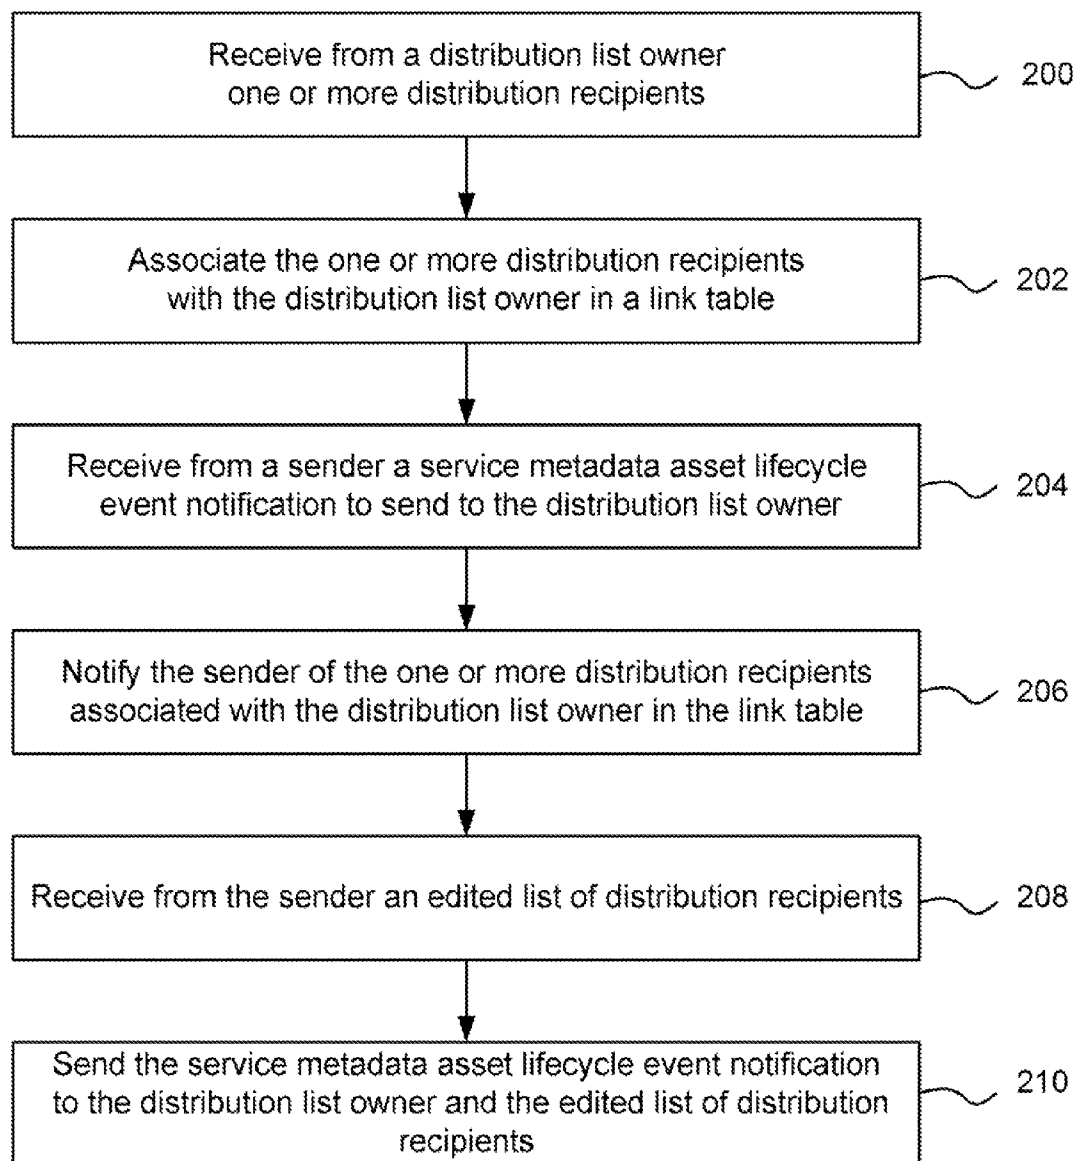 Receive from a distribution list owner
one or more distribution recipients
200
Associate the one or more distribution recipients
with the distribution list owner in a link table
202
Receive from a sender a service metadata asset lifecycle
event notification to send to the distribution list owner
204
Notify the sender of the one or more distribution recipients
associated with the distribution list owner in the link table
206
Receive from the sender an edited list of distribution recipients
208
Send the service metadata asset lifecycle event notification
to the distribution list owner and the edited list of distribution
recipients
210